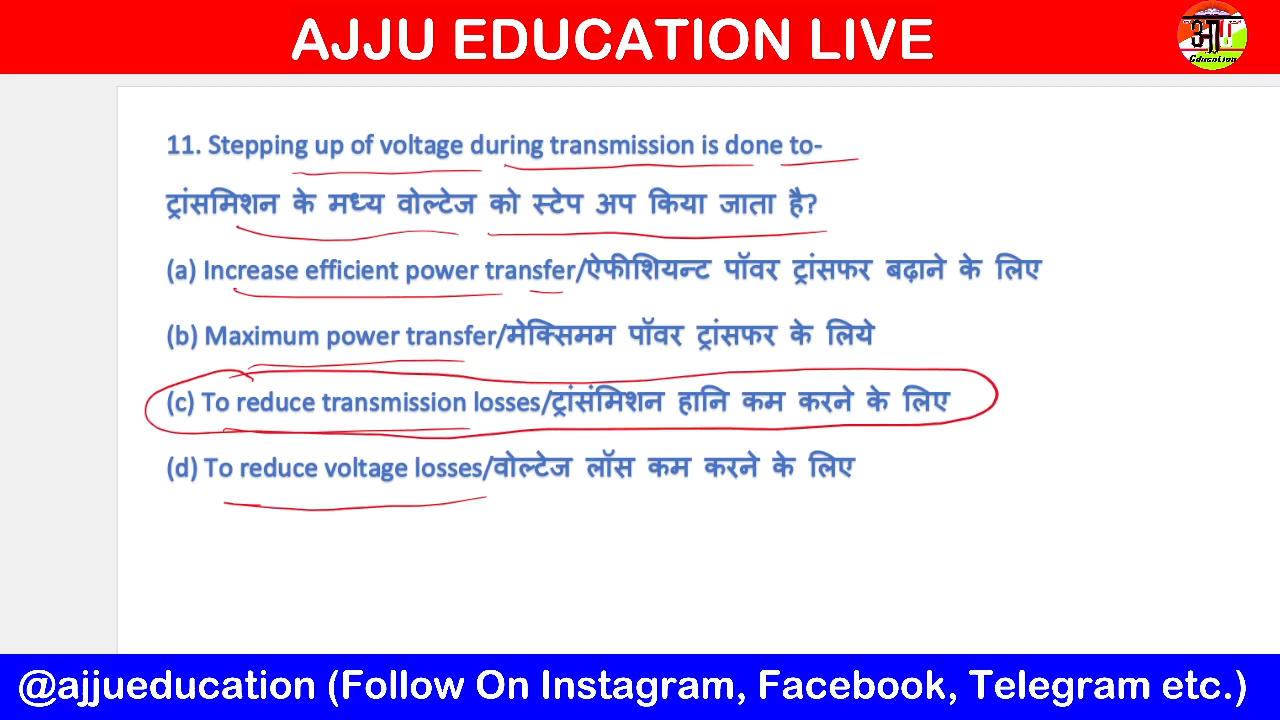 AJJU EDUCATION LIVE
आजु
Education
11. Stepping up of voltage during transmission is done to-
ट्रांसमिशन के मध्य वोल्टेज को स्टेप अप किया जाता है?
(a) Increase efficient power transfer/ऐफीशियन्ट पॉवर ट्रांसफर बढ़ाने के लिए
(b) Maximum power transfer/मेक्सिमम पॉवर ट्रांसफर के लिये
(c) To reduce transmission losses/ट्रांसंमिशन हानि कम करने के लिए
(d) To reduce voltage losses/वोल्टेज लॉस कम करने के लिए
@ajjueducation (Follow On Instagram, Facebook, Telegram etc.)